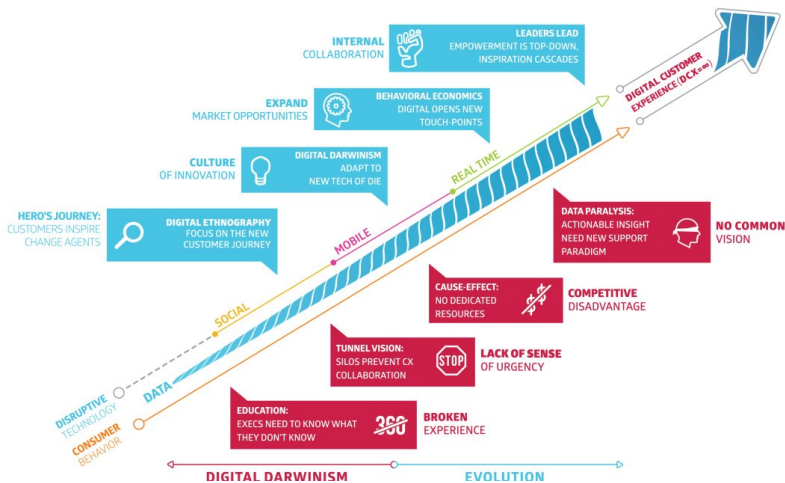 LEADERS LEAD
EMPOWERMENT IS TOP-DOWN,
INSPIRATION CASCADES
INTERNAL
COLLABORATION
DIGITAL CUSTOMER
EXPERIENCE (DCX=∞)
BEHAVIORAL ECONOMICS
DIGITAL OPENS NEW
TOUCH-POINTS
EXPAND
MARKET OPPORTUNITIES
DIGITAL DARWINISM
ADAPT TO
NEW TECH OF DIE
CULTURE
OF INNOVATION
REAL TIME
HERO'S JOURNEY:
CUSTOMERS INSPIRE
CHANGE AGENTS
DIGITAL ETHNOGRAPHY
FOCUS ON THE NEW
CUSTOMER JOURNEY
MOBILE
DATA PARALYSIS:
ACTIONABLE INSIGHT
NEED NEW SUPPORT
PARADIGM
NO COMMON
VISION
SOCIAL
CAUSE-EFFECT:
NO DEDICATED
RESOURCES
COMPETITIVE
DISADVANTAGE
TUNNEL VISION:
SILOS PREVENT CX
COLLABORATION
STOP
LACK OF SENSE
OF URGENCY
DATA
DISRUPTIVE
TECHNOLOGY
CONSUMER
BEHAVIOR
EDUCATION:
EXECS NEED TO KNOW WHAT
THEY DON'T KNOW
360
BROKEN
EXPERIENCE
DIGITAL DARWINISM
EVOLUTION